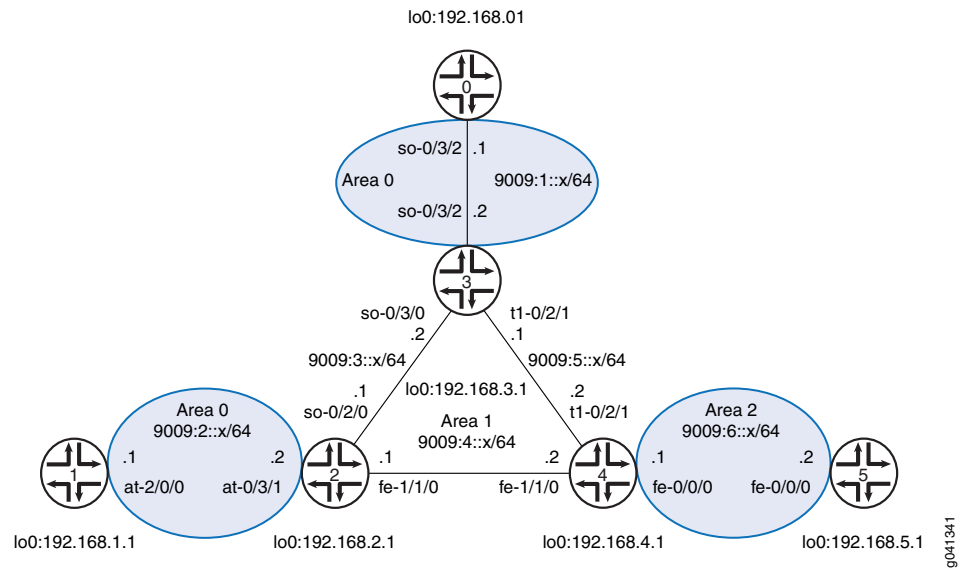 lo0:192.168.01
0
so-0/3/2 .1
Area 0 9009:1::x/64
so-0/3/2 .2
3
so-0/3/0 t1-0/2/1
.2 .1
9009:3::x/64 9009:5::x/64
.1 lo0:192.168.3.1 .2
so-0/2/0 t1-0/2/1
Area 1
9009:4::x/64
Area 0
9009:2::x/64
Area 2
9009:6::x/64
.1 .2 .1 .2 .1 .2
1 2 4 5
at-2/0/0 at-0/3/1 fe-1/1/0 fe-1/1/0 fe-0/0/0 fe-0/0/0
lo0:192.168.1.1 lo0:192.168.2.1 lo0:192.168.4.1 lo0:192.168.5.1
g041341